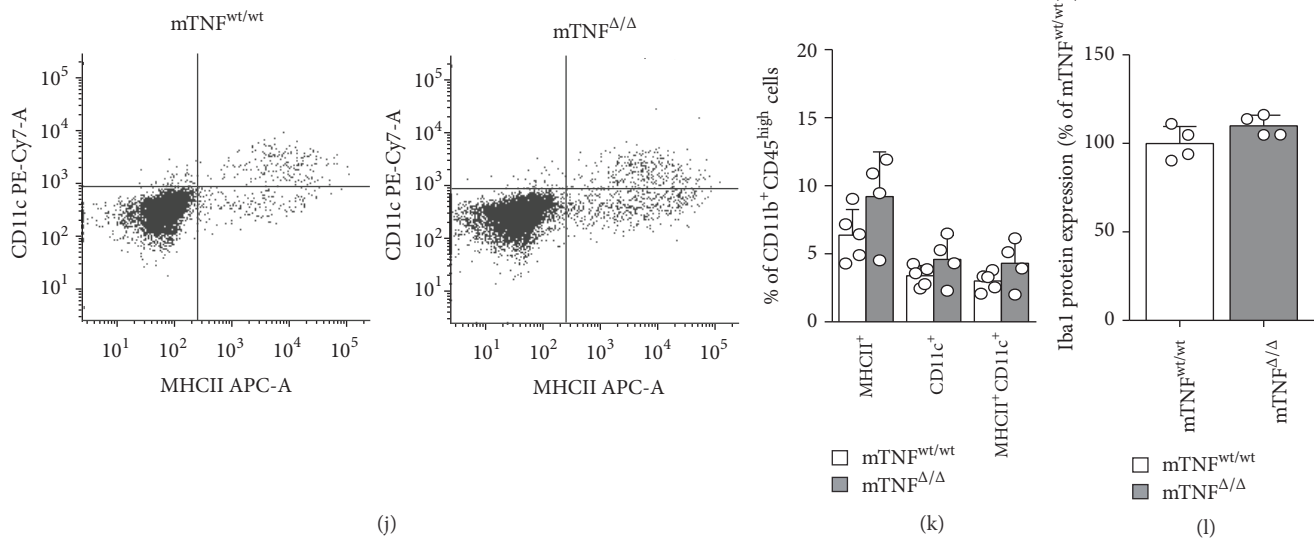 mTNF^wt/wt
CD11c PE-Cy7-A
10^5
10^4
10^3
10^2
10^1
10^1 10^2 10^3 10^4 10^5
MHCII APC-A
mTNF^Δ/Δ
CD11c PE-Cy7-A
10^5
10^4
10^3
10^2
10^1
10^1 10^2 10^3 10^4 10^5
MHCII APC-A
(j)
% of CD11b^+ CD45^high cells
20
15
10
5
0
MHCII^+
CD11c^+
MHCII^+ CD11c^+
mTNF^wt/wt
mTNF^Δ/Δ
(k)
Iba1 protein expression (% of mTNF^wt/wt
150
100
50
0
mTNF^wt/wt
mTNF^Δ/Δ
mTNF^wt/wt
mTNF^Δ/Δ
(l)